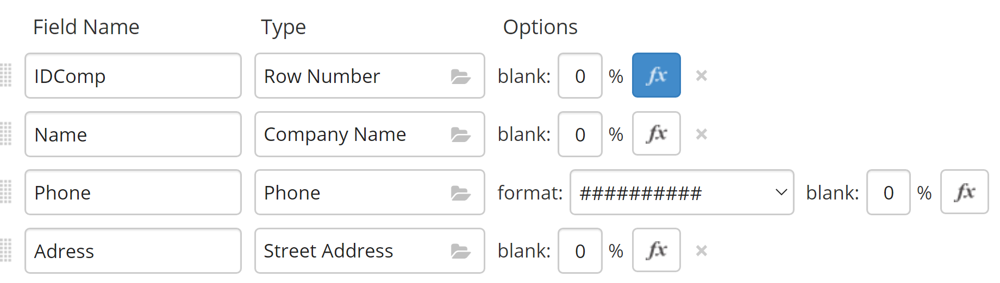 Field Name Type Options
IDComp Row Number blank: 0 % fx ×
Name Company Name blank: 0 % fx ×
Phone Phone format: ########## blank: 0 % fx
Adress Street Address blank: 0 % fx ×